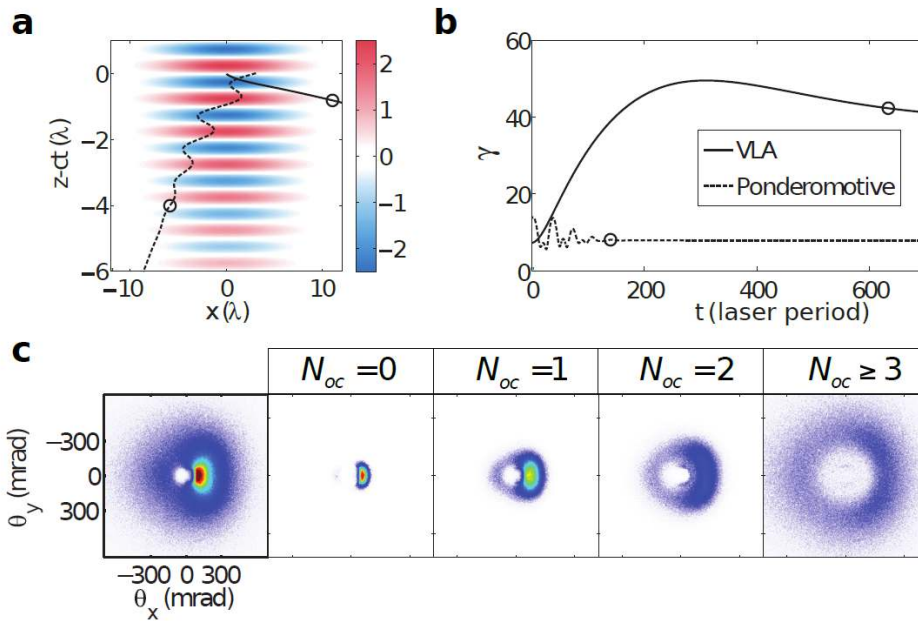 a
b
0
−2
−4
−6
z-ct (λ)
−10
0
10
x (λ)
2
1
0
−1
−2
60
40
20
0
γ
VLA
Ponderomotive
0
200
400
600
t (laser period)
c
N_oc =0
N_oc =1
N_oc =2
N_oc ≥ 3
−300
0
300
θ_y (mrad)
−300 0 300
θ_x (mrad)